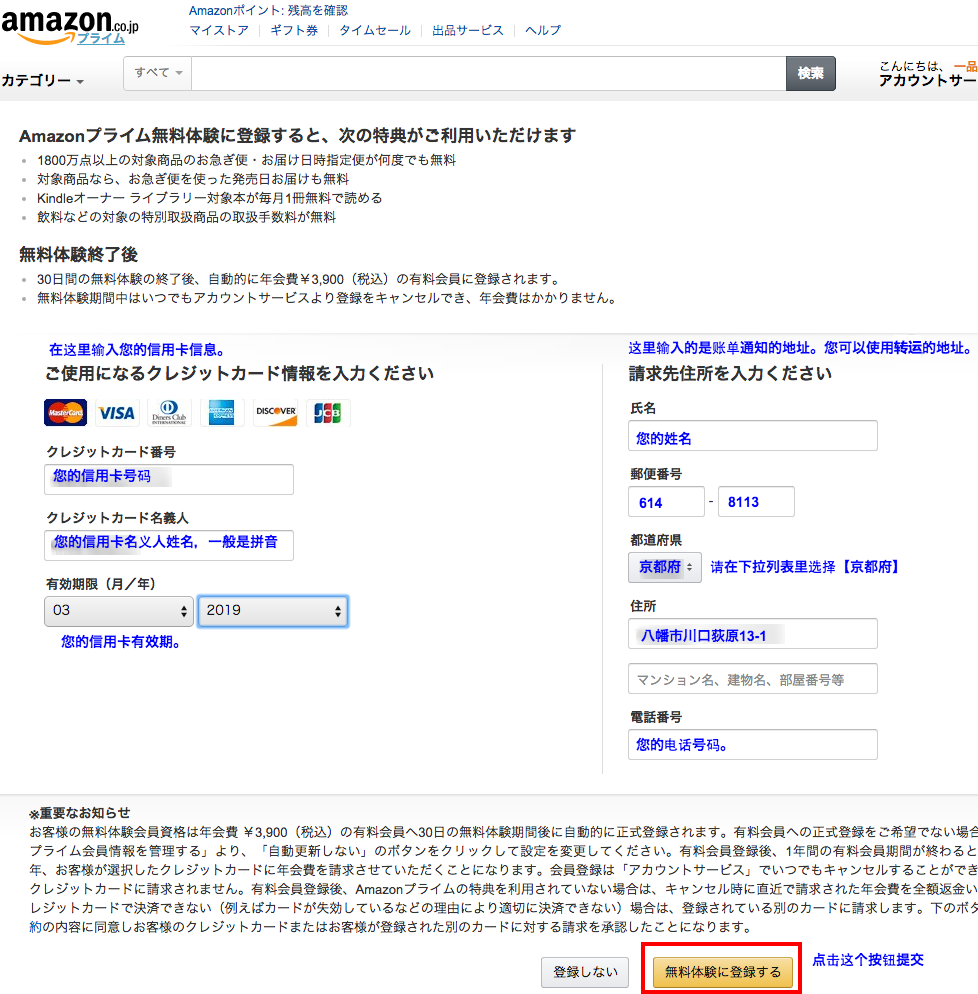 amazon.co.jp
プライム
Amazonポイント: 残高を確認
マイストア ギフト券 タイムセール 出品サービス ヘルプ
カテゴリー すべて 検索
こんにちは、一品
アカウントサー
Amazonプライム無料体験に登録すると、次の特典がご利用いただけます
1800万点以上の対象商品のお急ぎ便・お届け日時指定便が何度でも無料
対象商品なら、お急ぎ便を使った発売日お届けも無料
Kindleオーナー ライブラリー対象本が毎月1冊無料で読める
飲料などの対象の特別取扱商品の取扱手数料が無料
無料体験終了後
30日間の無料体験の終了後、自動的に年会費￥3,900（税込）の有料会員に登録されます。
無料体験期間中はいつでもアカウントサービスより登録をキャンセルでき、年会費はかかりません。
在这里输入您的信用卡信息。
ご使用になるクレジットカード情報を入力ください
MasterCard VISA Diners Club INTERNATIONAL AMERICAN EXPRESS DISCOVER JCB
クレジットカード番号
您的信用卡号码
クレジットカード名義人
您的信用卡名义人姓名，一般是拼音
有効期限（月／年）
03 2019
您的信用卡有效期。
这里输入的是账单通知的地址。您可以使用转运的地址。
請求先住所を入力ください
氏名
您的姓名
郵便番号
614 - 8113
都道府県
京都府 请在下拉列表里选择【京都府】
住所
八幡市川口荻原13-1
マンション名、建物名、部屋番号等
電話番号
您的电话号码。
※重要なお知らせ
お客様の無料体験会員資格は年会費 ￥3,900（税込）の有料会員へ30日の無料体験期間後に自動的に正式登録されます。有料会員への正式登録をご希望でない場合
プライム会員情報を管理する」より、「自動更新しない」のボタンをクリックして設定を変更してください。有料会員登録後、1年間の有料会員期間が終わると
年、お客様が選択したクレジットカードに年会費を請求させていただくことになります。会員登録は「アカウントサービス」でいつでもキャンセルすることができ
クレジットカードに請求されません。有料会員登録後、Amazonプライムの特典を利用されていない場合は、キャンセル時に直近で請求された年会費を全額返金い
レジットカードで決済できない（例えばカードが失効しているなどの理由により適切に決済できない）場合は、登録されている別のカードに請求します。下のボタ
約の内容に同意しお客様のクレジットカードまたはお客様が登録された別のカードに対する請求を承認したことになります。
登録しない 無料体験に登録する 点击这个按钮提交